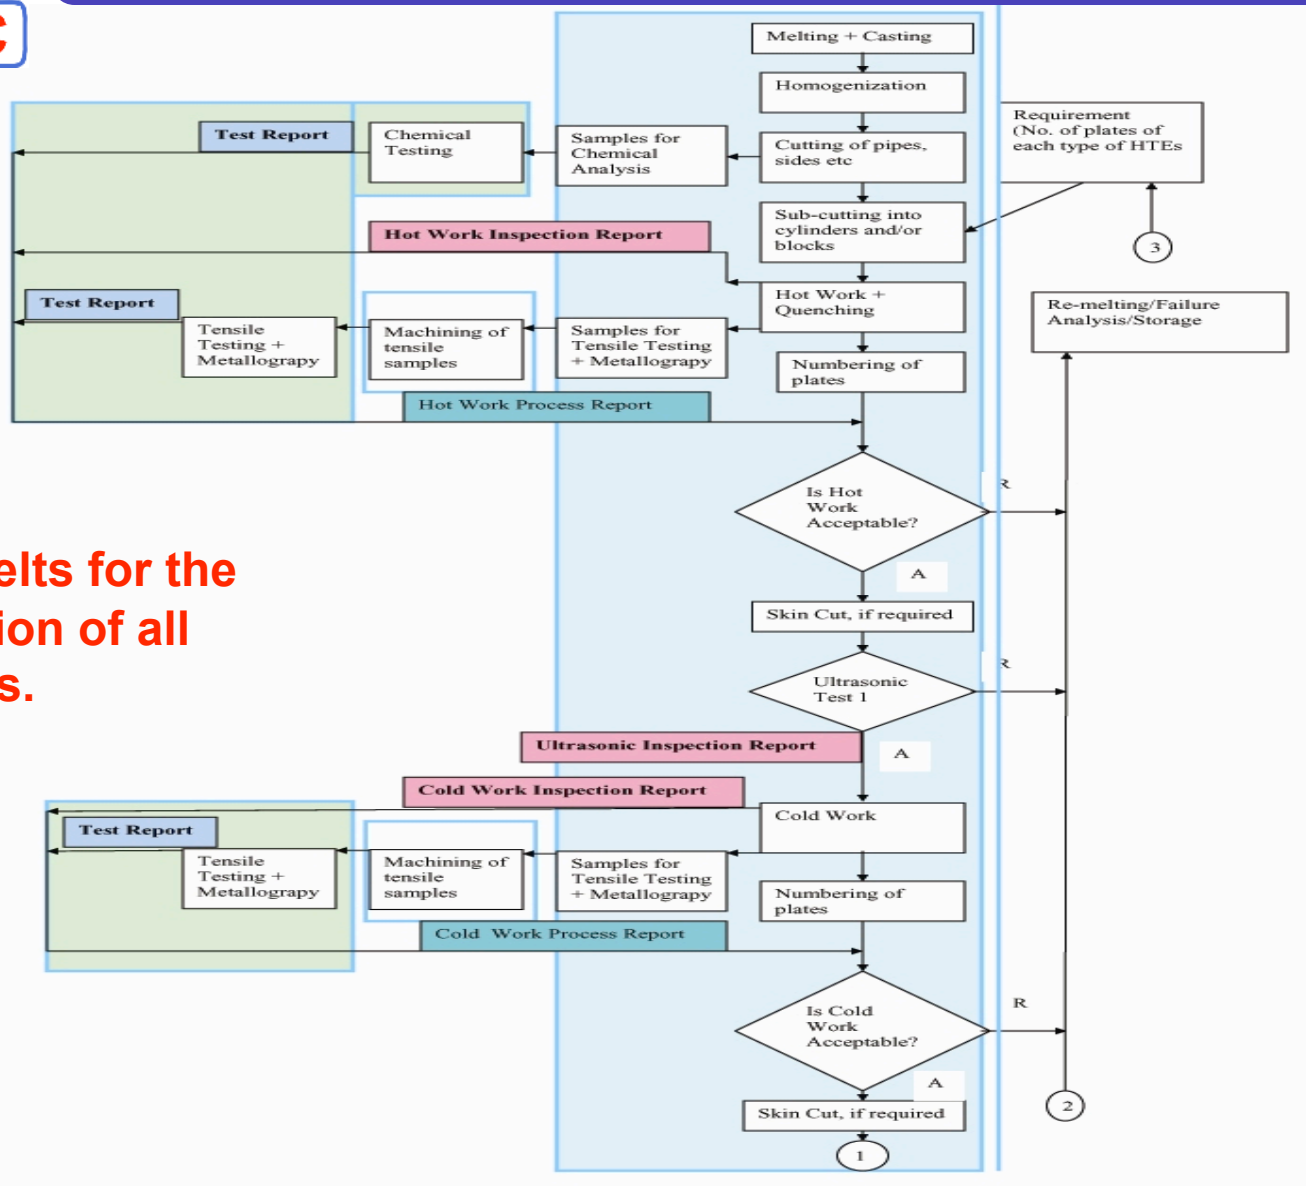 C
Melting + Casting
Homogenization
Requirement
(No. of plates of
each type of HTEs
Test Report
Chemical
Testing
Samples for
Chemical
Analysis
Cutting of pipes,
sides etc
Sub-cutting into
cylinders and/or
blocks
Hot Work Inspection Report
3
Hot Work +
Quenching
Test Report
Tensile
Testing +
Metallograpy
Machining of
tensile
samples
Samples for
Tensile Testing
+ Metallograpy
Re-melting/Failure
Analysis/Storage
Numbering of
plates
Hot Work Process Report
Is Hot
Work
Acceptable?
R
A
elts for the
ion of all
s.
Skin Cut, if required
Ultrasonic
Test 1
R
Ultrasonic Inspection Report
A
Cold Work Inspection Report
Cold Work
Test Report
Tensile
Testing +
Metallograpy
Machining of
tensile
samples
Samples for
Tensile Testing
+ Metallograpy
Numbering of
plates
Cold Work Process Report
Is Cold
Work
Acceptable?
R
A
Skin Cut, if required
2
1